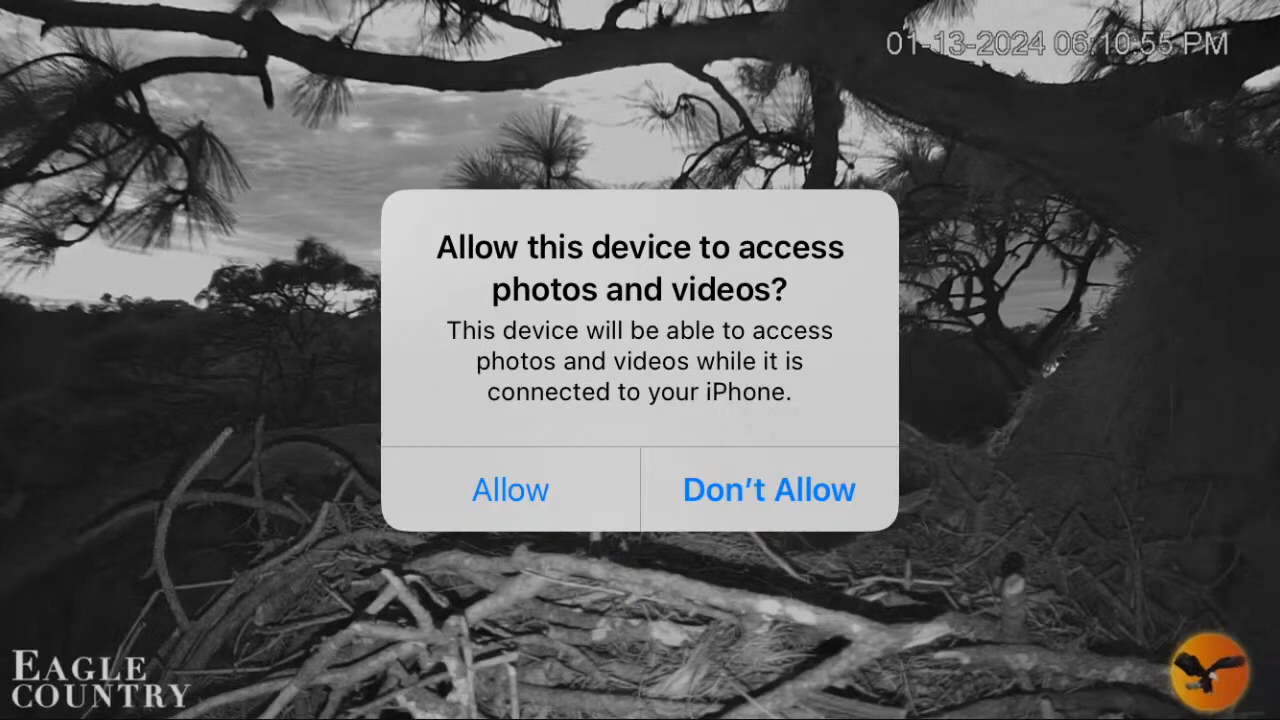 01-13-2024 06:10:55 PM
Allow this device to access
photos and videos?
This device will be able to access
photos and videos while it is
connected to your iPhone.
Allow
Don't Allow
EAGLE
COUNTRY